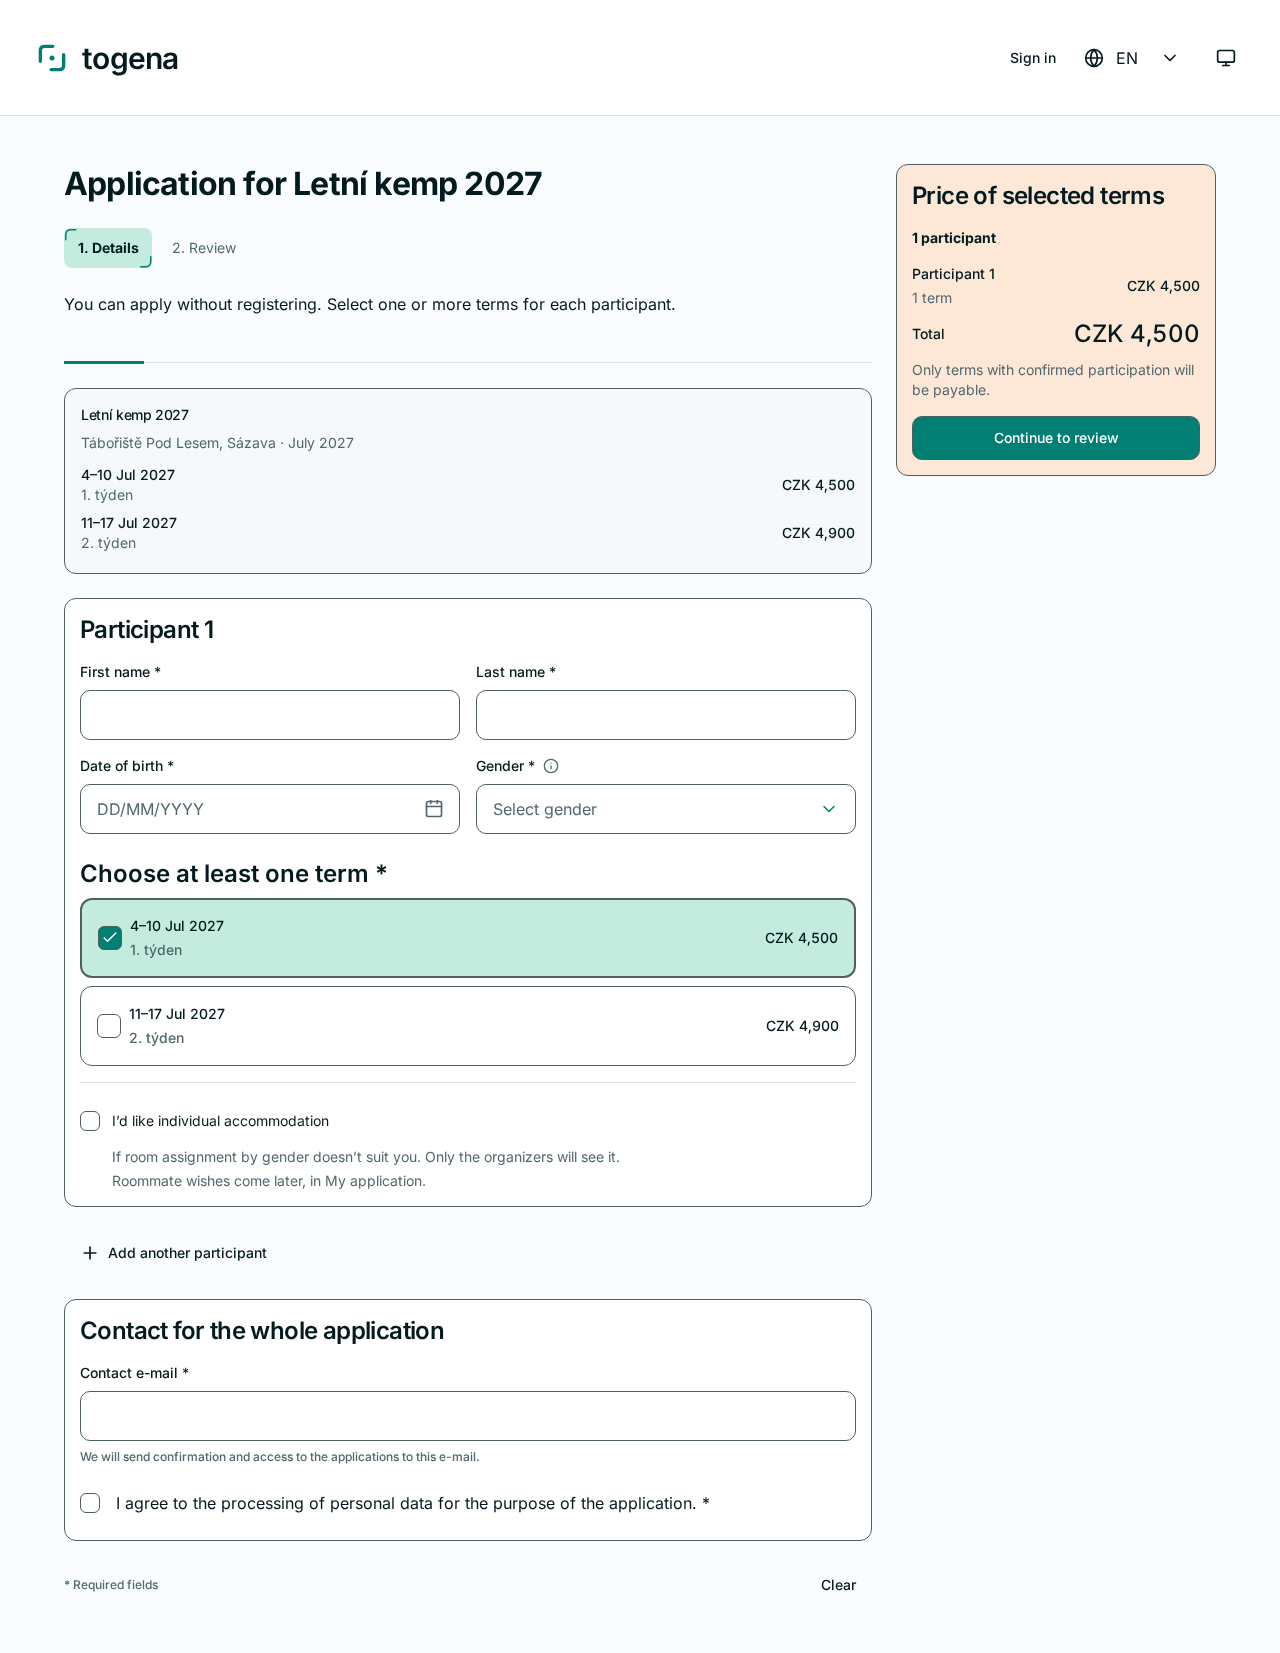 togena
Sign in
EN
Application for Letní kemp 2027
1. Details
2. Review
You can apply without registering. Select one or more terms for each participant.
Letní kemp 2027
Tábořiště Pod Lesem, Sázava · July 2027
4–10 Jul 2027
1. týden
CZK 4,500
11–17 Jul 2027
2. týden
CZK 4,900
Participant 1
First name *
Last name *
Date of birth *
Gender *
DD/MM/YYYY
Select gender
Choose at least one term *
4–10 Jul 2027
1. týden
CZK 4,500
11–17 Jul 2027
2. týden
CZK 4,900
I’d like individual accommodation
If room assignment by gender doesn’t suit you. Only the organizers will see it.
Roommate wishes come later, in My application.
Add another participant
Contact for the whole application
Contact e-mail *
We will send confirmation and access to the applications to this e-mail.
I agree to the processing of personal data for the purpose of the application. *
* Required fields
Clear
Price of selected terms
1 participant
Participant 1
1 term
CZK 4,500
Total
CZK 4,500
Only terms with confirmed participation will
be payable.
Continue to review